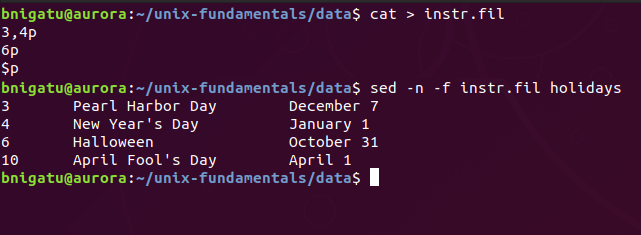 bnigatu@aurora:~/unix-fundamentals/data$ cat > instr.fil
3,4p
6p
$p
bnigatu@aurora:~/unix-fundamentals/data$ sed -n -f instr.fil holidays
3       Pearl Harbor Day        December 7
4       New Year's Day          January 1
6       Halloween               October 31
10      April Fool's Day        April 1
bnigatu@aurora:~/unix-fundamentals/data$